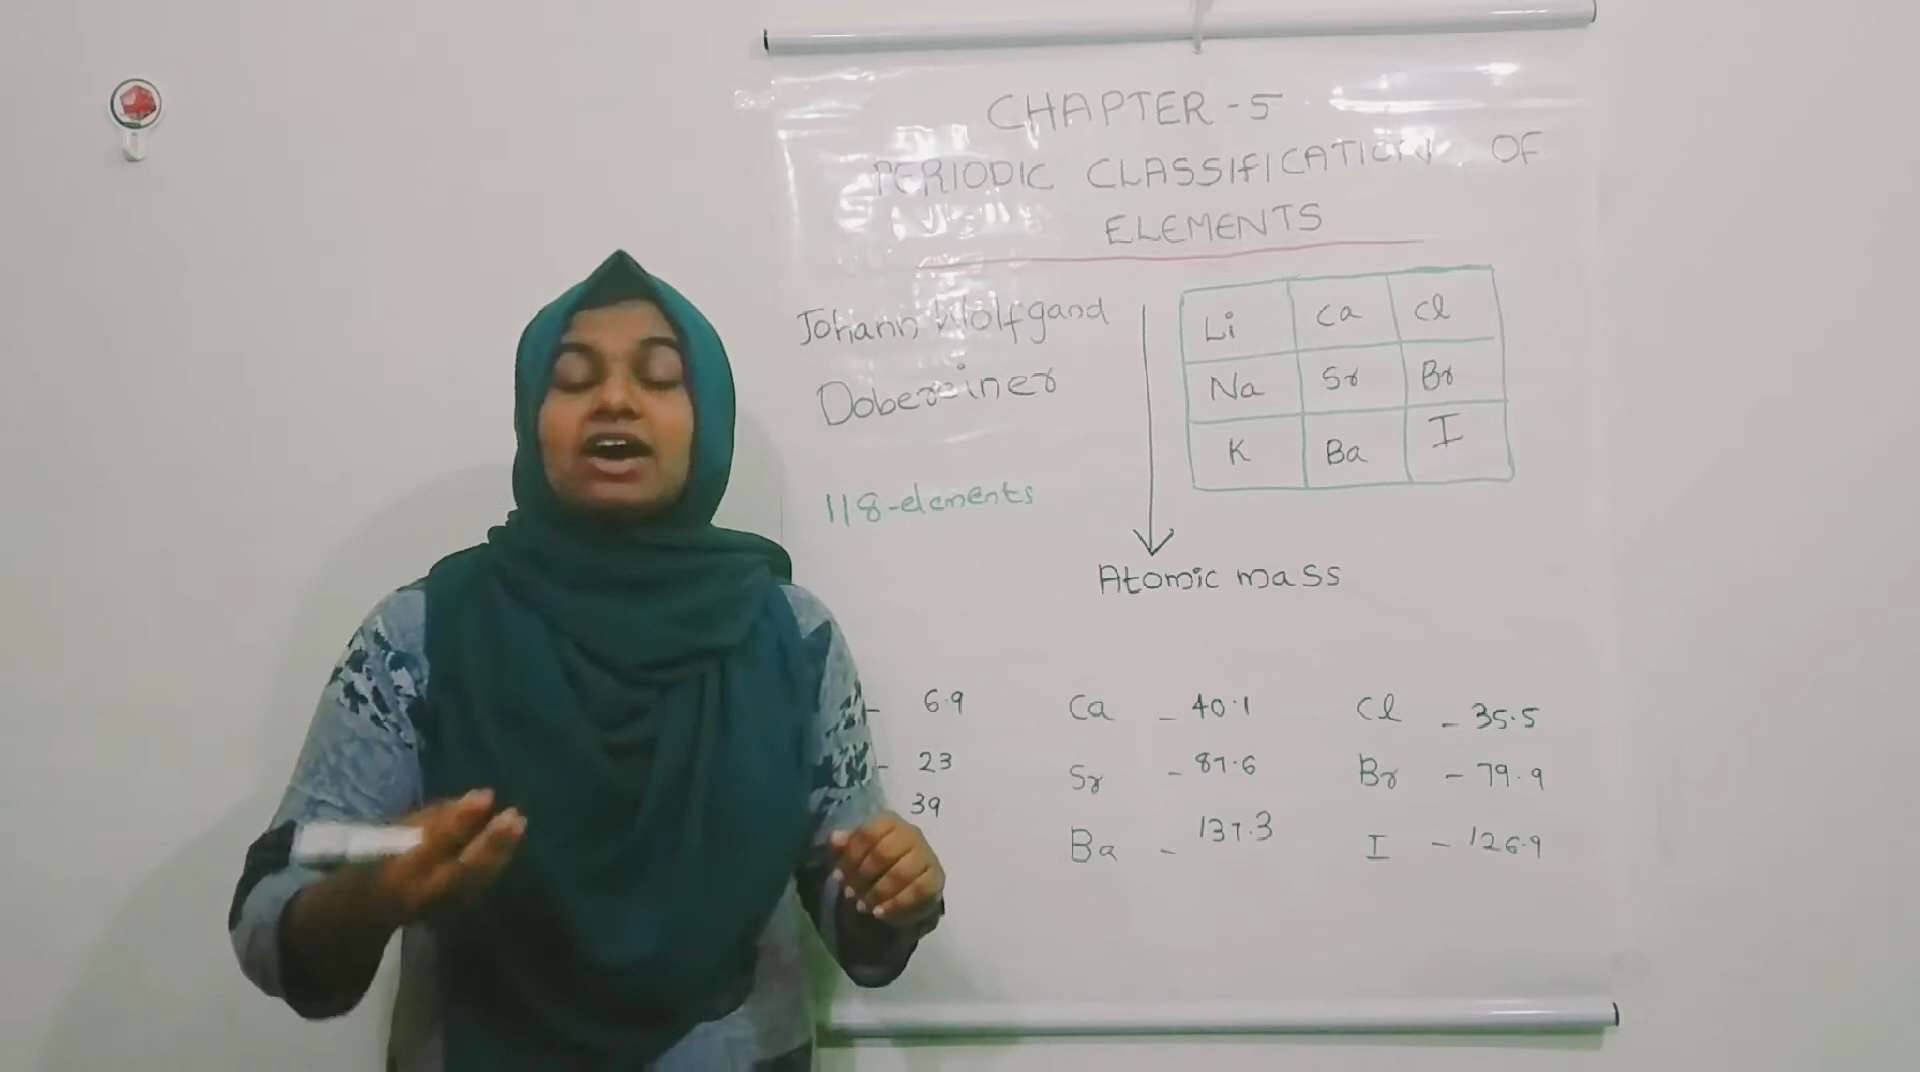 CHAPTER - 5
PERIODIC CLASSIFICATION OF
ELEMENTS
Johann Wolfgand
Dobereiner
118-elements
Li Ca Cl
Na Sr Br
K Ba I
Atomic mass
- 6.9
- 23
39
Ca - 40.1
Sr - 87.6
Ba - 137.3
Cl - 35.5
Br - 79.9
I - 126.9